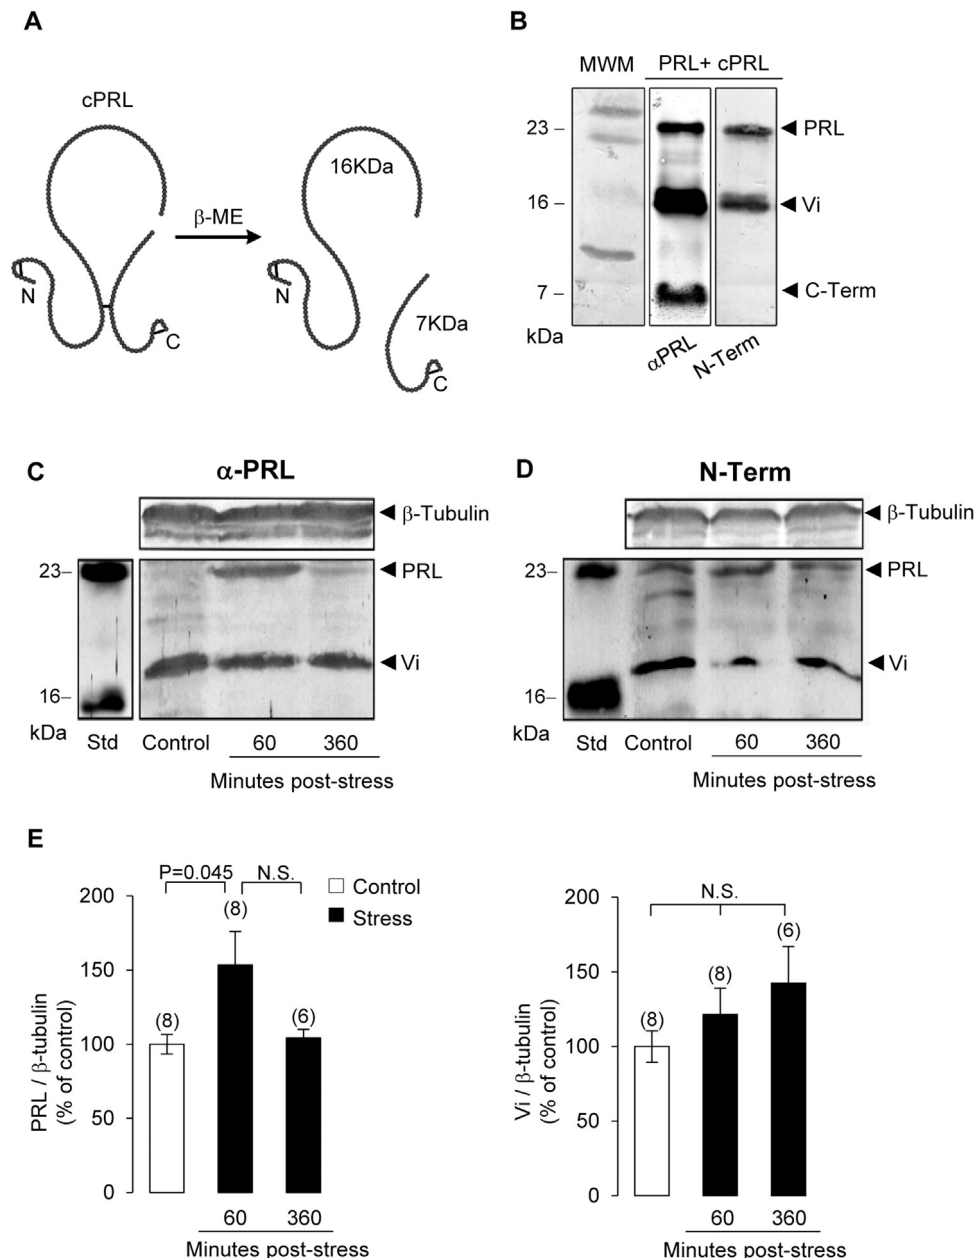 A
cPRL
16KDa
β-ME
N
C
N
7KDa
C
B
MWM PRL+ cPRL
23 – PRL
16 – Vi
7 – C-Term
kDa
αPRL N-Term
C
α-PRL
β-Tubulin
23– PRL
Vi
16–
kDa
Std Control 60 360
Minutes post-stress
D
N-Term
β-Tubulin
23– PRL
Vi
16–
kDa
Std Control 60 360
Minutes post-stress
E
P=0.045 N.S.
Control
Stress
200
150
100
50
0
(8)
(8)
(6)
PRL / β-tubulin
(% of control)
60 360
Minutes post-stress
N.S.
200
150
100
50
0
(8)
(8)
(6)
Vi / β-tubulin
(% of control)
60 360
Minutes post-stress